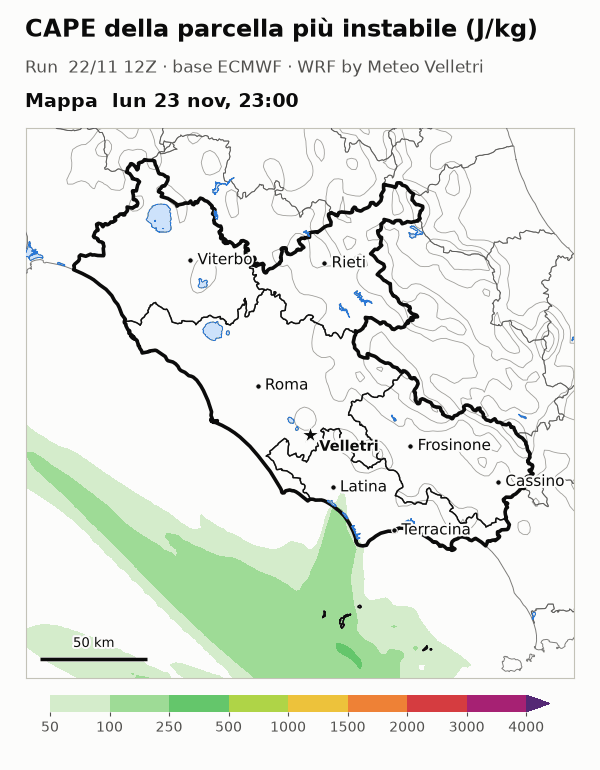 CAPE della parcella più instabile (J/kg)
Run  22/11 12Z · base ECMWF · WRF by Meteo Velletri
Mappa  lun 23 nov, 23:00
Viterbo
Rieti
Roma
Velletri
Frosinone
Latina
Cassino
Terracina
50 km
50 100 250 500 1000 1500 2000 3000 4000